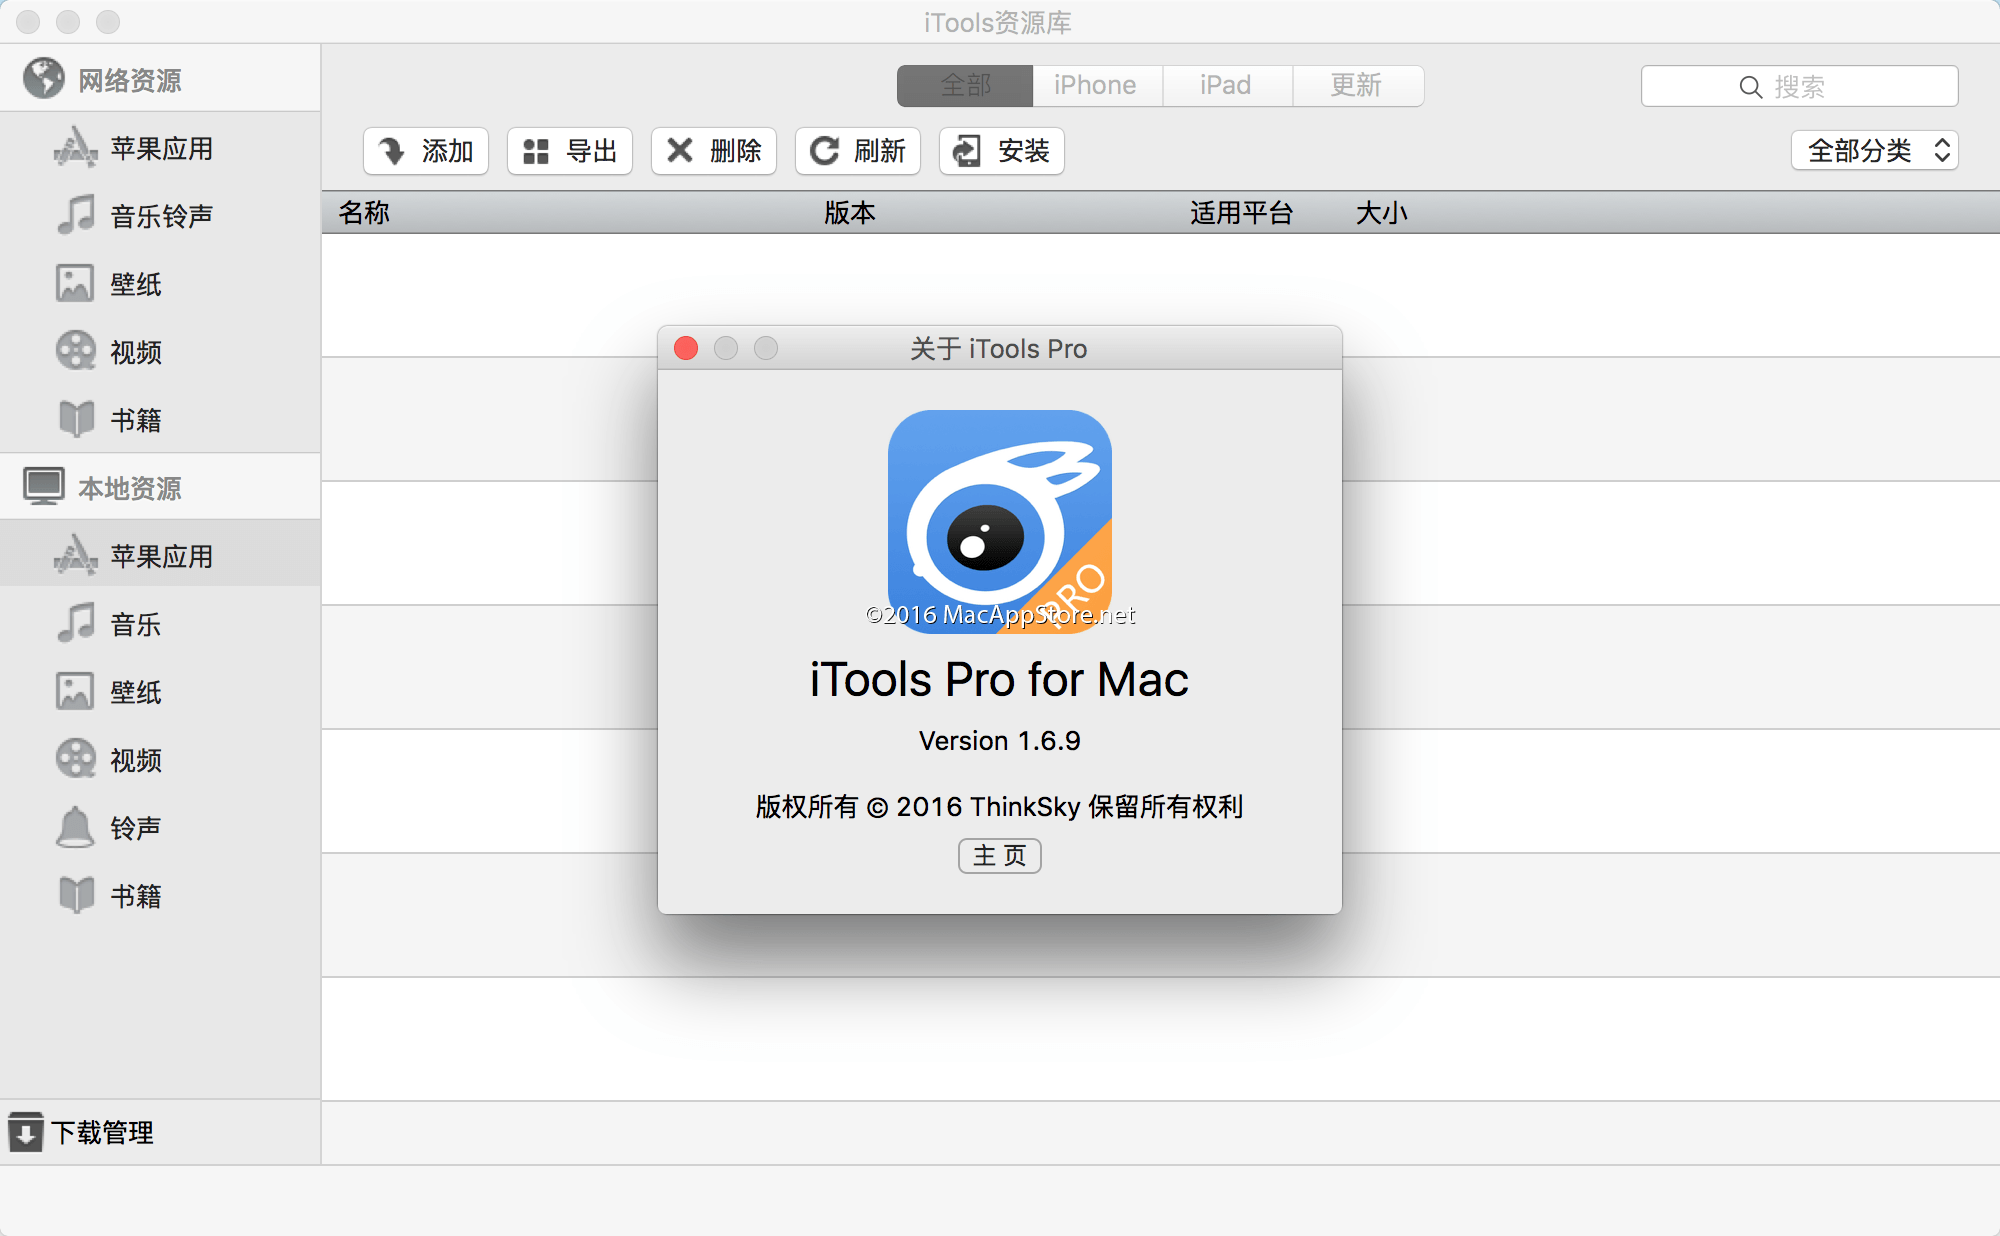 iTools资源库
网络资源
全部 iPhone iPad 更新
搜索
添加 导出 删除 刷新 安装
全部分类
苹果应用
音乐铃声
壁纸
视频
书籍
本地资源
苹果应用
音乐
壁纸
视频
铃声
书籍
下载管理
名称 版本 适用平台 大小
关于 iTools Pro
PRO
©2016 MacAppStore.net
iTools Pro for Mac
Version 1.6.9
版权所有 © 2016 ThinkSky 保留所有权利
主 页